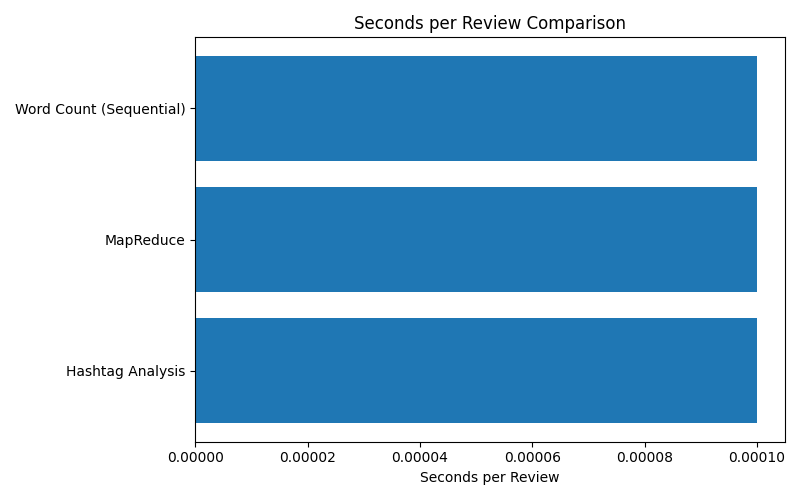 Seconds per Review Comparison
Word Count (Sequential)
MapReduce
Hashtag Analysis
0.00000
0.00002
0.00004
0.00006
0.00008
0.00010
Seconds per Review